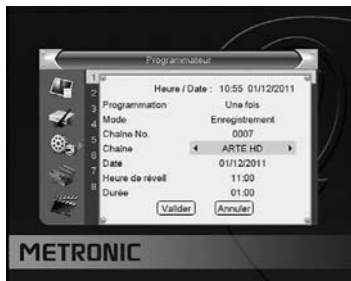 Programmateur
1
2
3
4
5
6
7
8
Heure / Date : 10:55 01/12/2011
Programmation Une fois
Mode Enregistrement
Chaîne No. 0007
Chaîne ARTE HD
Date 01/12/2011
Heure de réveil 11:00
Durée 01:00
Valider Annuler
METRONIC